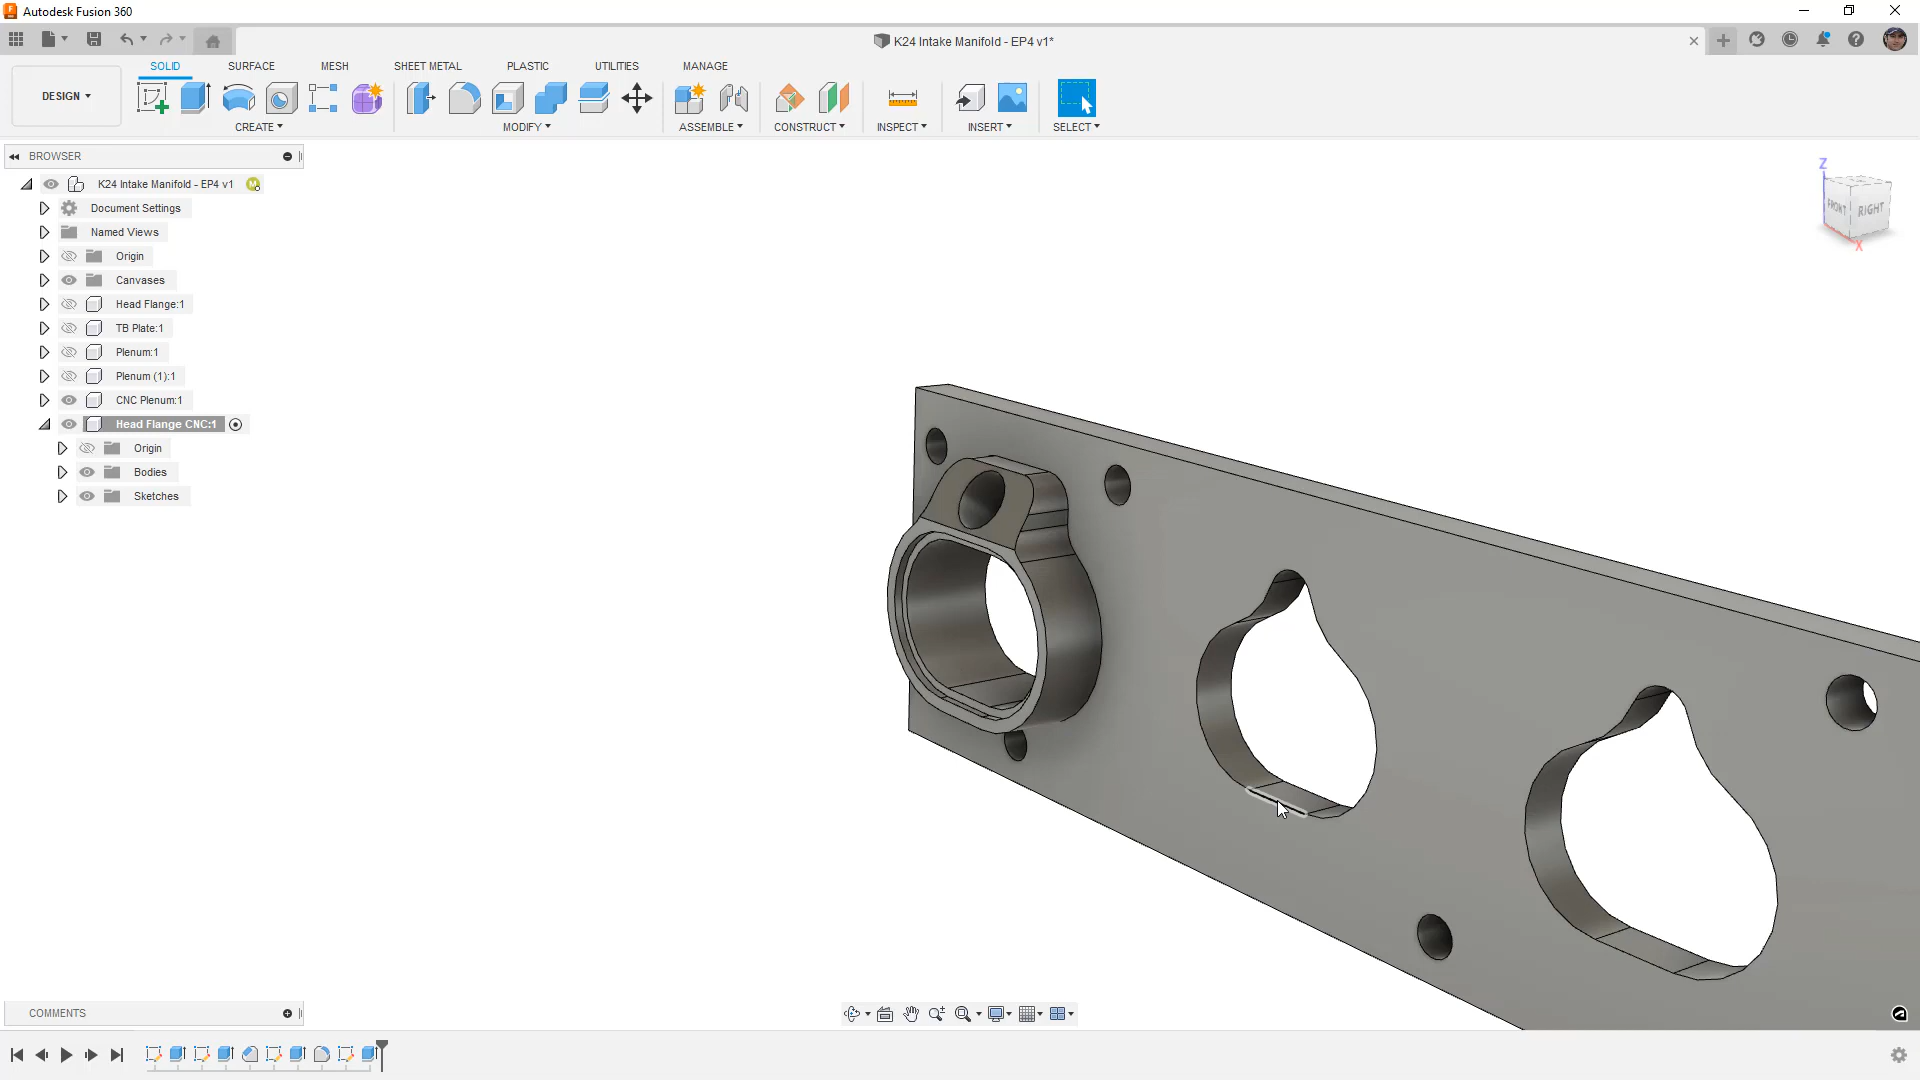 Autodesk Fusion 360
K24 Intake Manifold - EP4 v1*
DESIGN
SOLID
SURFACE
MESH
SHEET METAL
PLASTIC
UTILITIES
MANAGE
CREATE
MODIFY
ASSEMBLE
CONSTRUCT
INSPECT
INSERT
SELECT
BROWSER
K24 Intake Manifold - EP4 v1
Document Settings
Named Views
Origin
Canvases
Head Flange:1
TB Plate:1
Plenum:1
Plenum (1):1
CNC Plenum:1
Head Flange CNC:1
Origin
Bodies
Sketches
Z
FRONT
RIGHT
X
COMMENTS